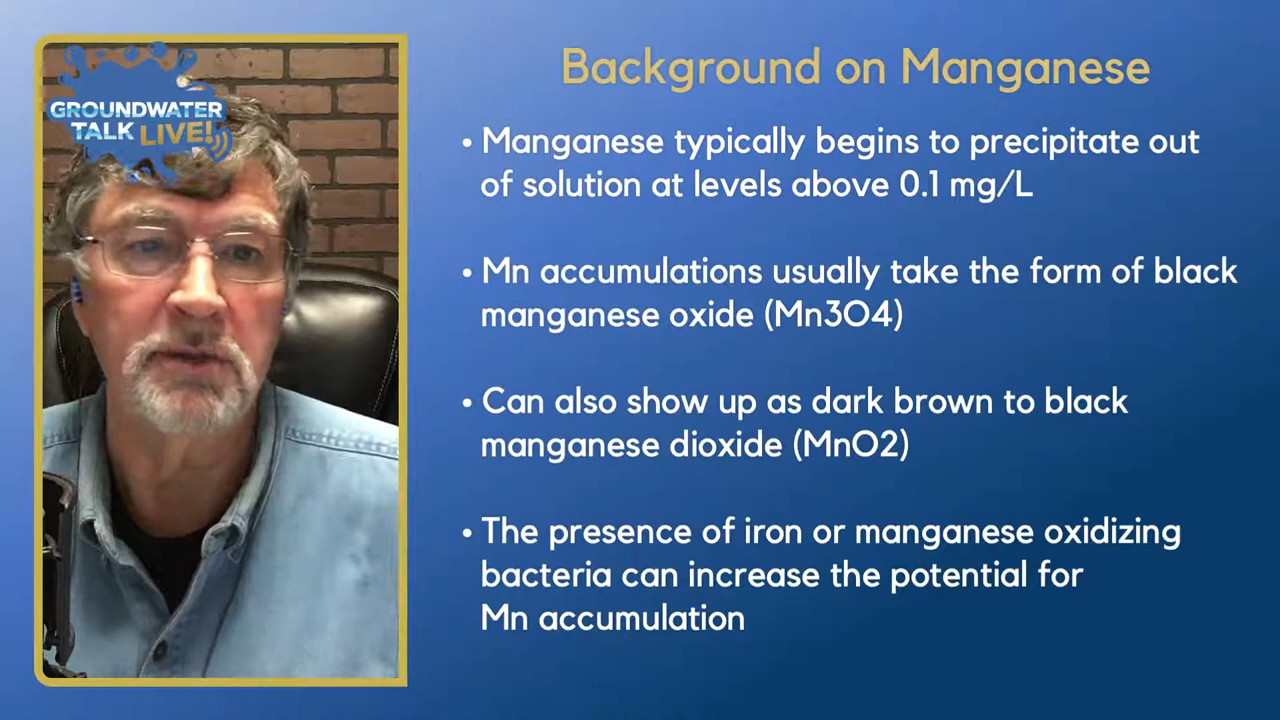 GROUNDWATER
TALK LIVE!
Background on Manganese
• Manganese typically begins to precipitate out
of solution at levels above 0.1 mg/L
• Mn accumulations usually take the form of black
manganese oxide (Mn3O4)
• Can also show up as dark brown to black
manganese dioxide (MnO2)
• The presence of iron or manganese oxidizing
bacteria can increase the potential for
Mn accumulation